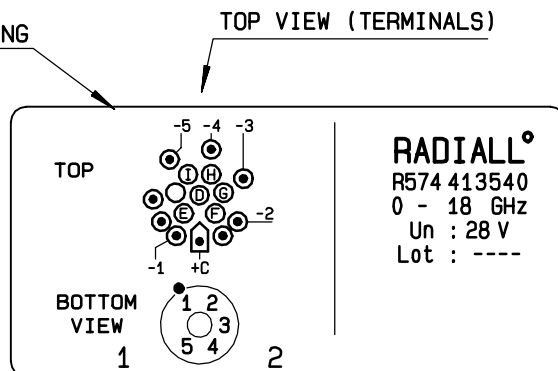 TOP VIEW (TERMINALS)
NG
-5 -4 -3
TOP
I H
D G
E F
-2
-1 +C
RADIALL°
R574 413540
0 - 18 GHz
Un : 28 V
Lot : ----
BOTTOM
VIEW
1 2
3
5 4
1 2